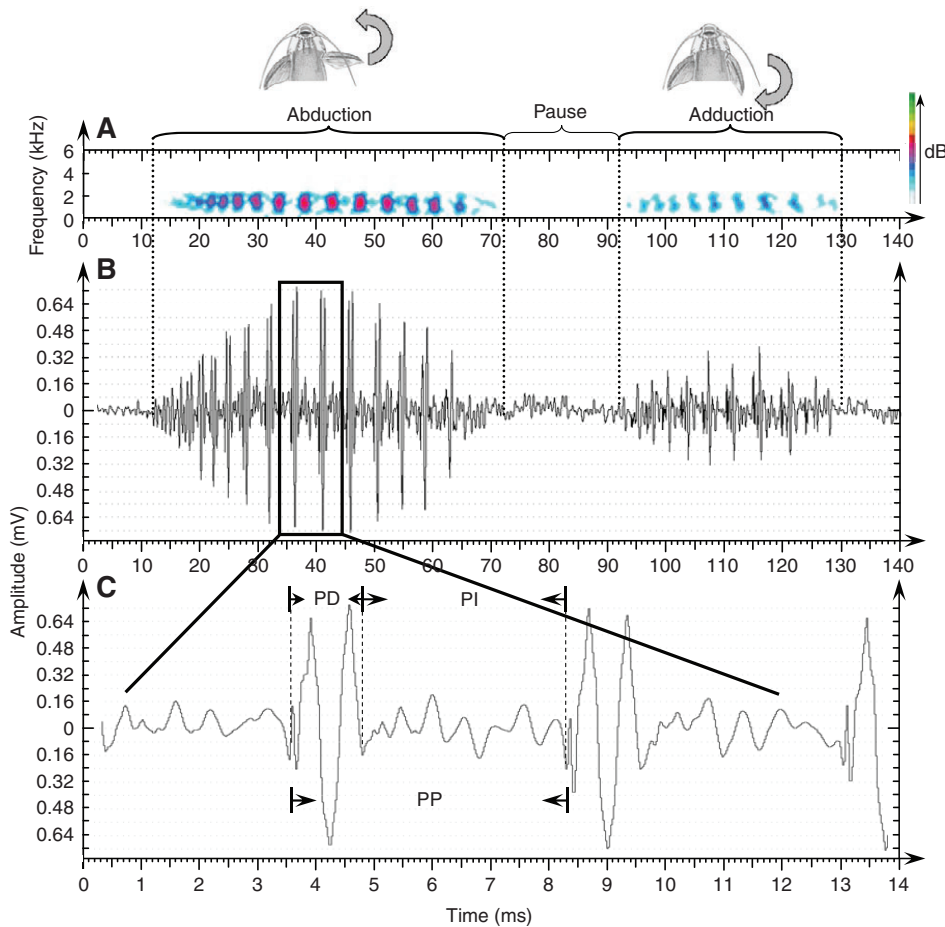 Abduction
Pause
Adduction
A
dB
Frequency (kHz)
6
4
2
0
0 10 20 30 40 50 60 70 80 90 100 110 120 130 140
B
0.64
0.48
0.32
0.16
0
0.16
0.32
0.48
0.64
0 10 20 30 40 50 60 70 80 90 100 110 120 130 140
Amplitude (mV)
C
PD PI
0.64
0.48
0.32
0.16
0
0.16
0.32
0.48
0.64
PP
0 1 2 3 4 5 6 7 8 9 10 11 12 13 14
Time (ms)